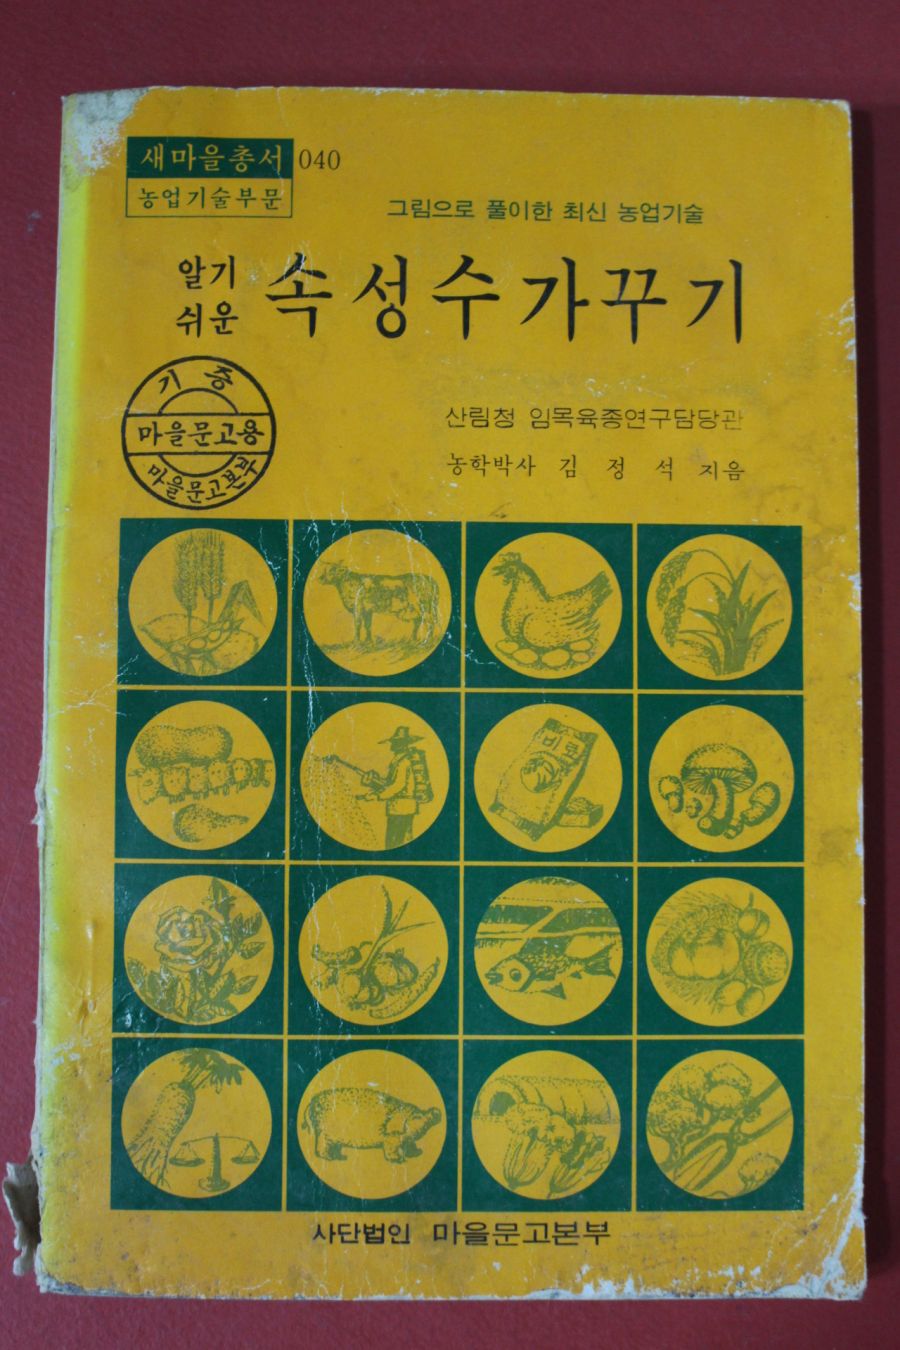 새마을총서 040
농업기술부문
그림으로 풀이한 최신 농업기술
알기
쉬운 속성수가꾸기
기증
마을문고용
마을문고본부
산림청 임목육종연구담당관
농학박사 김정석 지음
비료
사단법인 마을문고본부